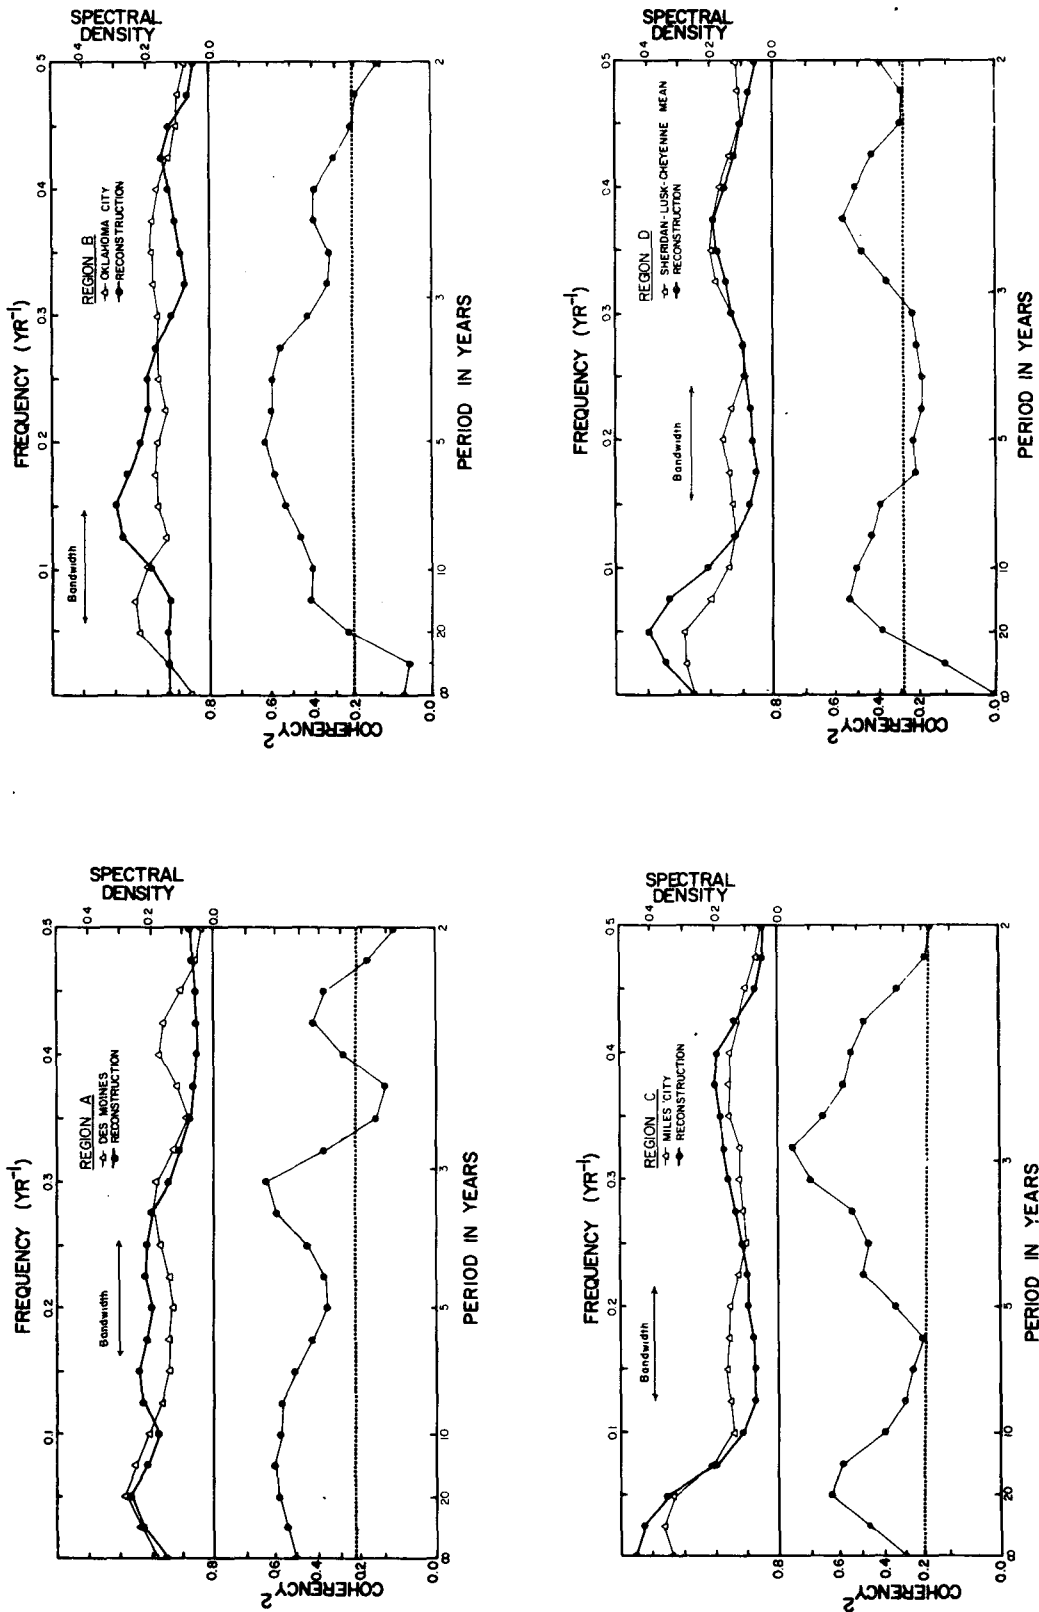 REGION A
DES MOINES
RECONSTRUCTION
Bandwidth
FREQUENCY (YR⁻¹)
0.1
0.2
0.3
0.4
0.5
SPECTRAL
DENSITY
0.4
0.2
0.0
COHERENCY²
0.8
0.6
0.4
0.2
0.0
∞
20
10
5
3
2
PERIOD IN YEARS
REGION B
OKLAHOMA CITY
RECONSTRUCTION
Bandwidth
FREQUENCY (YR⁻¹)
0.1
0.2
0.3
0.4
0.5
SPECTRAL
DENSITY
0.4
0.2
0.0
COHERENCY²
0.8
0.6
0.4
0.2
0.0
∞
20
10
5
3
2
PERIOD IN YEARS
REGION C
MILES CITY
RECONSTRUCTION
Bandwidth
FREQUENCY (YR⁻¹)
0.1
0.2
0.3
0.4
0.5
SPECTRAL
DENSITY
0.4
0.2
0.0
COHERENCY²
0.8
0.6
0.4
0.2
0.0
∞
20
10
5
3
2
PERIOD IN YEARS
REGION D
SHERIDAN-LUSK-CHEYENNE MEAN
RECONSTRUCTION
Bandwidth
FREQUENCY (YR⁻¹)
0.1
0.2
0.3
0.4
0.5
SPECTRAL
DENSITY
0.4
0.2
0.0
COHERENCY²
0.8
0.6
0.4
0.2
0.0
∞
20
10
5
3
2
PERIOD IN YEARS